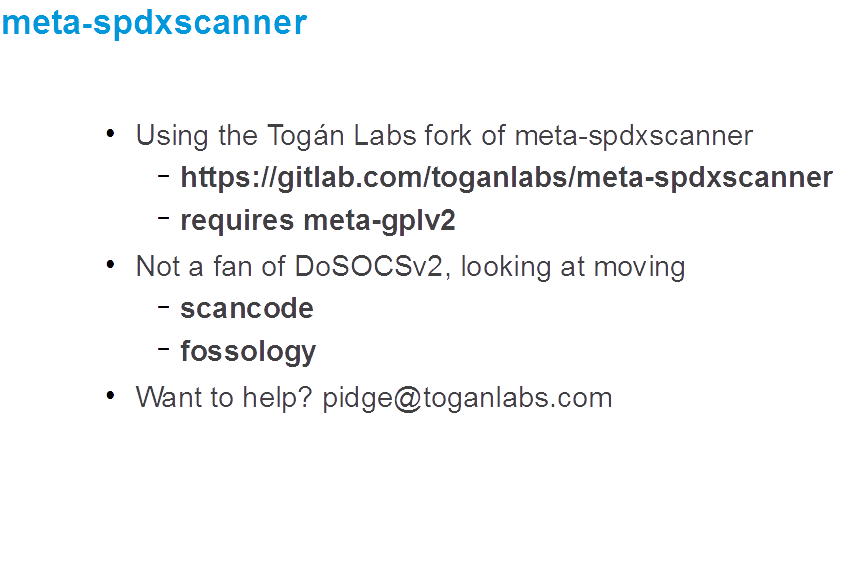 meta-spdxscanner
• Using the Togán Labs fork of meta-spdxscanner
– https://gitlab.com/toganlabs/meta-spdxscanner
– requires meta-gplv2
• Not a fan of DoSOCSv2, looking at moving
– scancode
– fossology
• Want to help? pidge@toganlabs.com